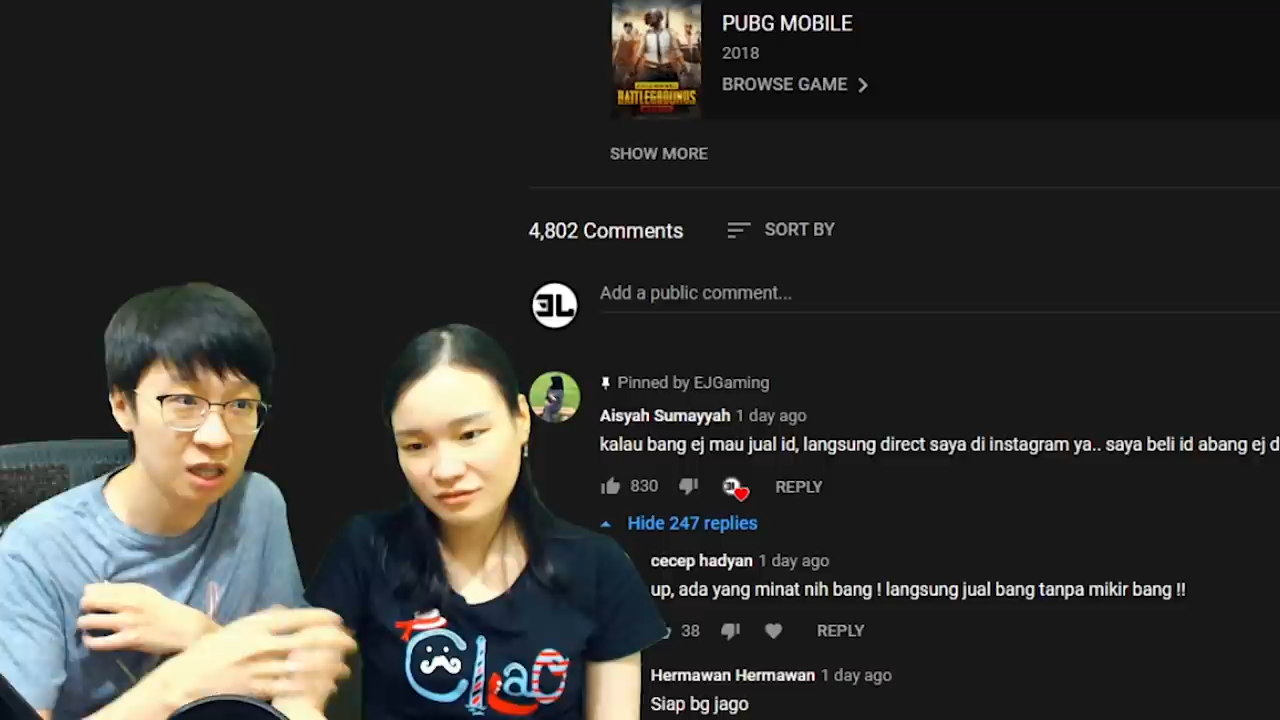 PUBG MOBILE
2018
BROWSE GAME
BATTLEGROUNDS
SHOW MORE
4,802 Comments
SORT BY
Add a public comment...
Pinned by EJGaming
Aisyah Sumayyah 1 day ago
kalau bang ej mau jual id, langsung direct saya di instagram ya.. saya beli id abang ej d
830
REPLY
Hide 247 replies
cecep hadyan 1 day ago
up, ada yang minat nih bang ! langsung jual bang tanpa mikir bang !!
38
REPLY
Hermawan Hermawan 1 day ago
Siap bg jago
Ciao